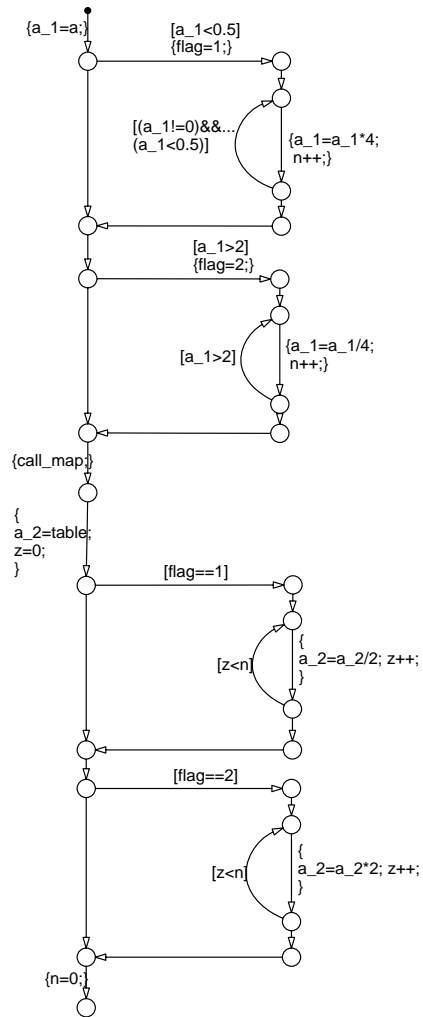 {a_1=a;}
[a_1<0.5]
{flag=1;}
[(a_1!=0)&&...
(a_1<0.5)]
{a_1=a_1*4;
n++;}
[a_1>2]
{flag=2;}
[a_1>2]
{a_1=a_1/4;
n++;}
{call_map;}
{
a_2=table;
z=0;
}
[flag==1]
[z<n]
{
a_2=a_2/2; z++;
}
[flag==2]
[z<n]
{
a_2=a_2*2; z++;
}
{n=0;}